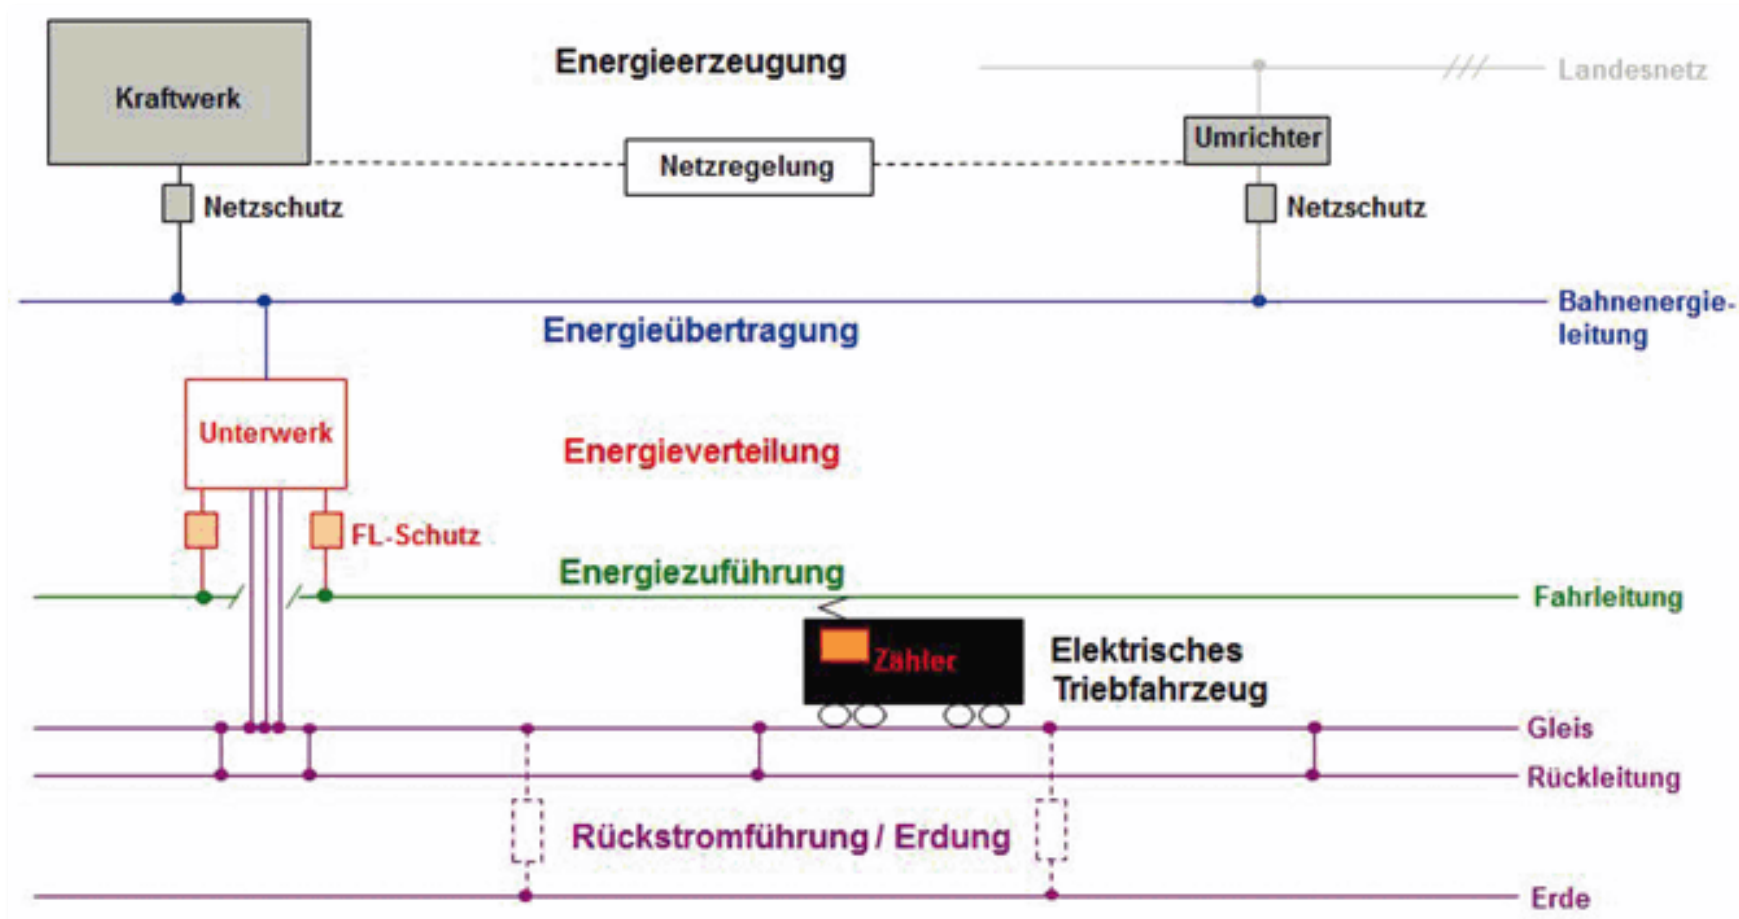 Energieerzeugung
Landesnetz
Kraftwerk
Umrichter
Netzregelung
Netzschutz
Netzschutz
Bahnenergie-
leitung
Energieübertragung
Unterwerk
Energieverteilung
FL-Schutz
Energiezuführung
Fahrleitung
Zähler
Elektrisches
Triebfahrzeug
Gleis
Rückleitung
Rückstromführung / Erdung
Erde